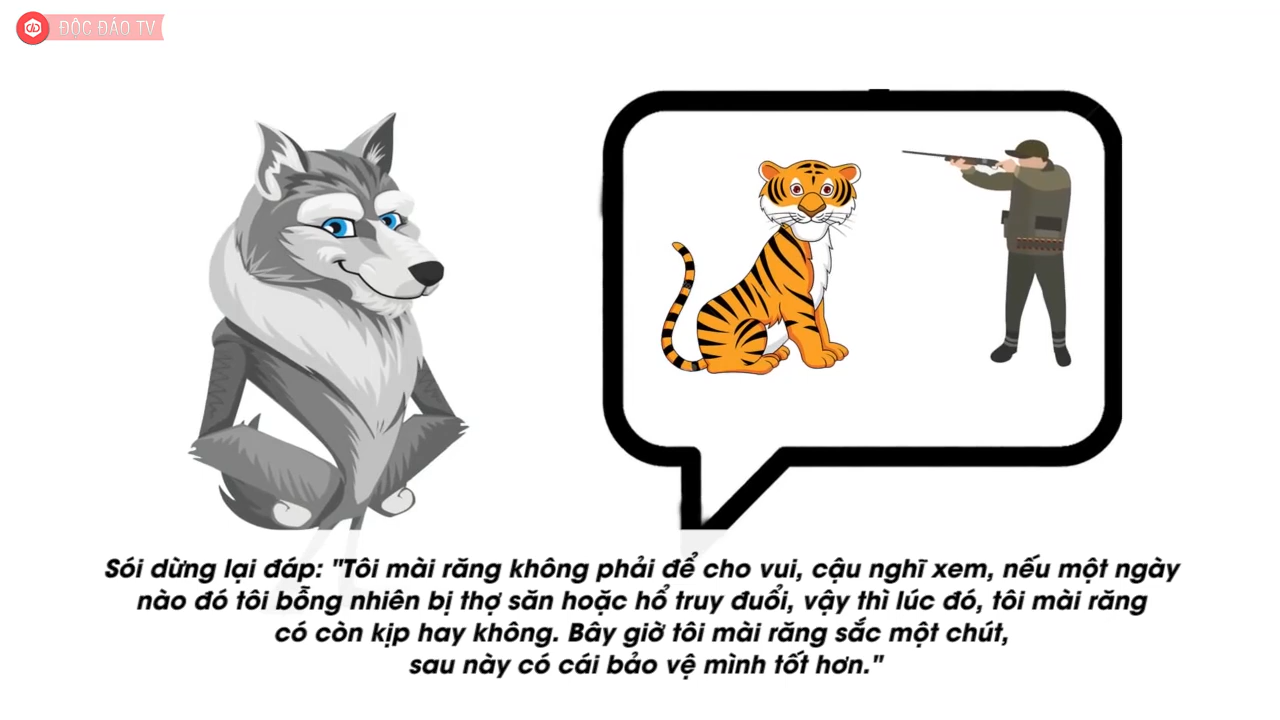 ĐỘC ĐÁO TV
Sói dừng lại đáp: "Tôi mài răng không phải để cho vui, cậu nghĩ xem, nếu một ngày
nào đó tôi bỗng nhiên bị thợ săn hoặc hổ truy đuổi, vậy thì lúc đó, tôi mài răng
có còn kịp hay không. Bây giờ tôi mài răng sắc một chút,
sau này có cái bảo vệ mình tốt hơn."